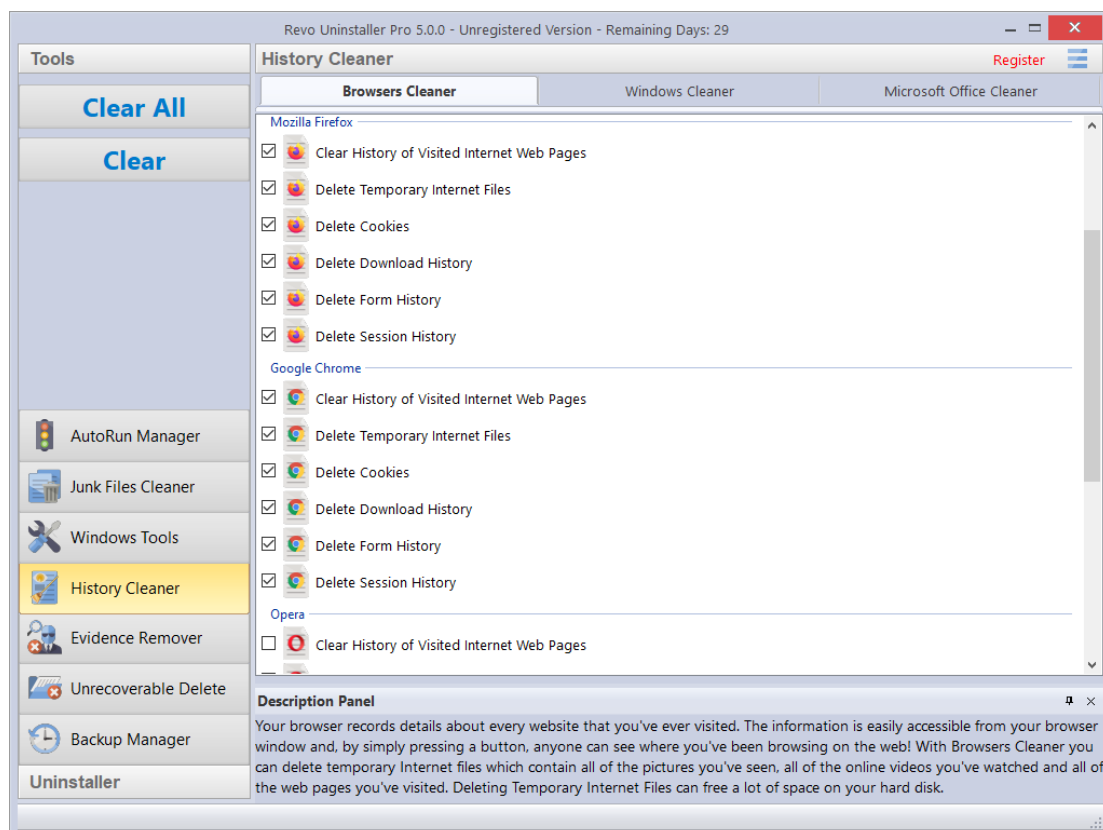 Revo Uninstaller Pro 5.0.0 - Unregistered Version - Remaining Days: 29
Tools
Clear All
Clear
AutoRun Manager
Junk Files Cleaner
Windows Tools
History Cleaner
Evidence Remover
Unrecoverable Delete
Backup Manager
Uninstaller
History Cleaner
Register
Browsers Cleaner
Windows Cleaner
Microsoft Office Cleaner
Mozilla Firefox
Clear History of Visited Internet Web Pages
Delete Temporary Internet Files
Delete Cookies
Delete Download History
Delete Form History
Delete Session History
Google Chrome
Clear History of Visited Internet Web Pages
Delete Temporary Internet Files
Delete Cookies
Delete Download History
Delete Form History
Delete Session History
Opera
Clear History of Visited Internet Web Pages
Description Panel
Your browser records details about every website that you've ever visited. The information is easily accessible from your browser
window and, by simply pressing a button, anyone can see where you've been browsing on the web! With Browsers Cleaner you
can delete temporary Internet files which contain all of the pictures you've seen, all of the online videos you've watched and all of
the web pages you've visited. Deleting Temporary Internet Files can free a lot of space on your hard disk.